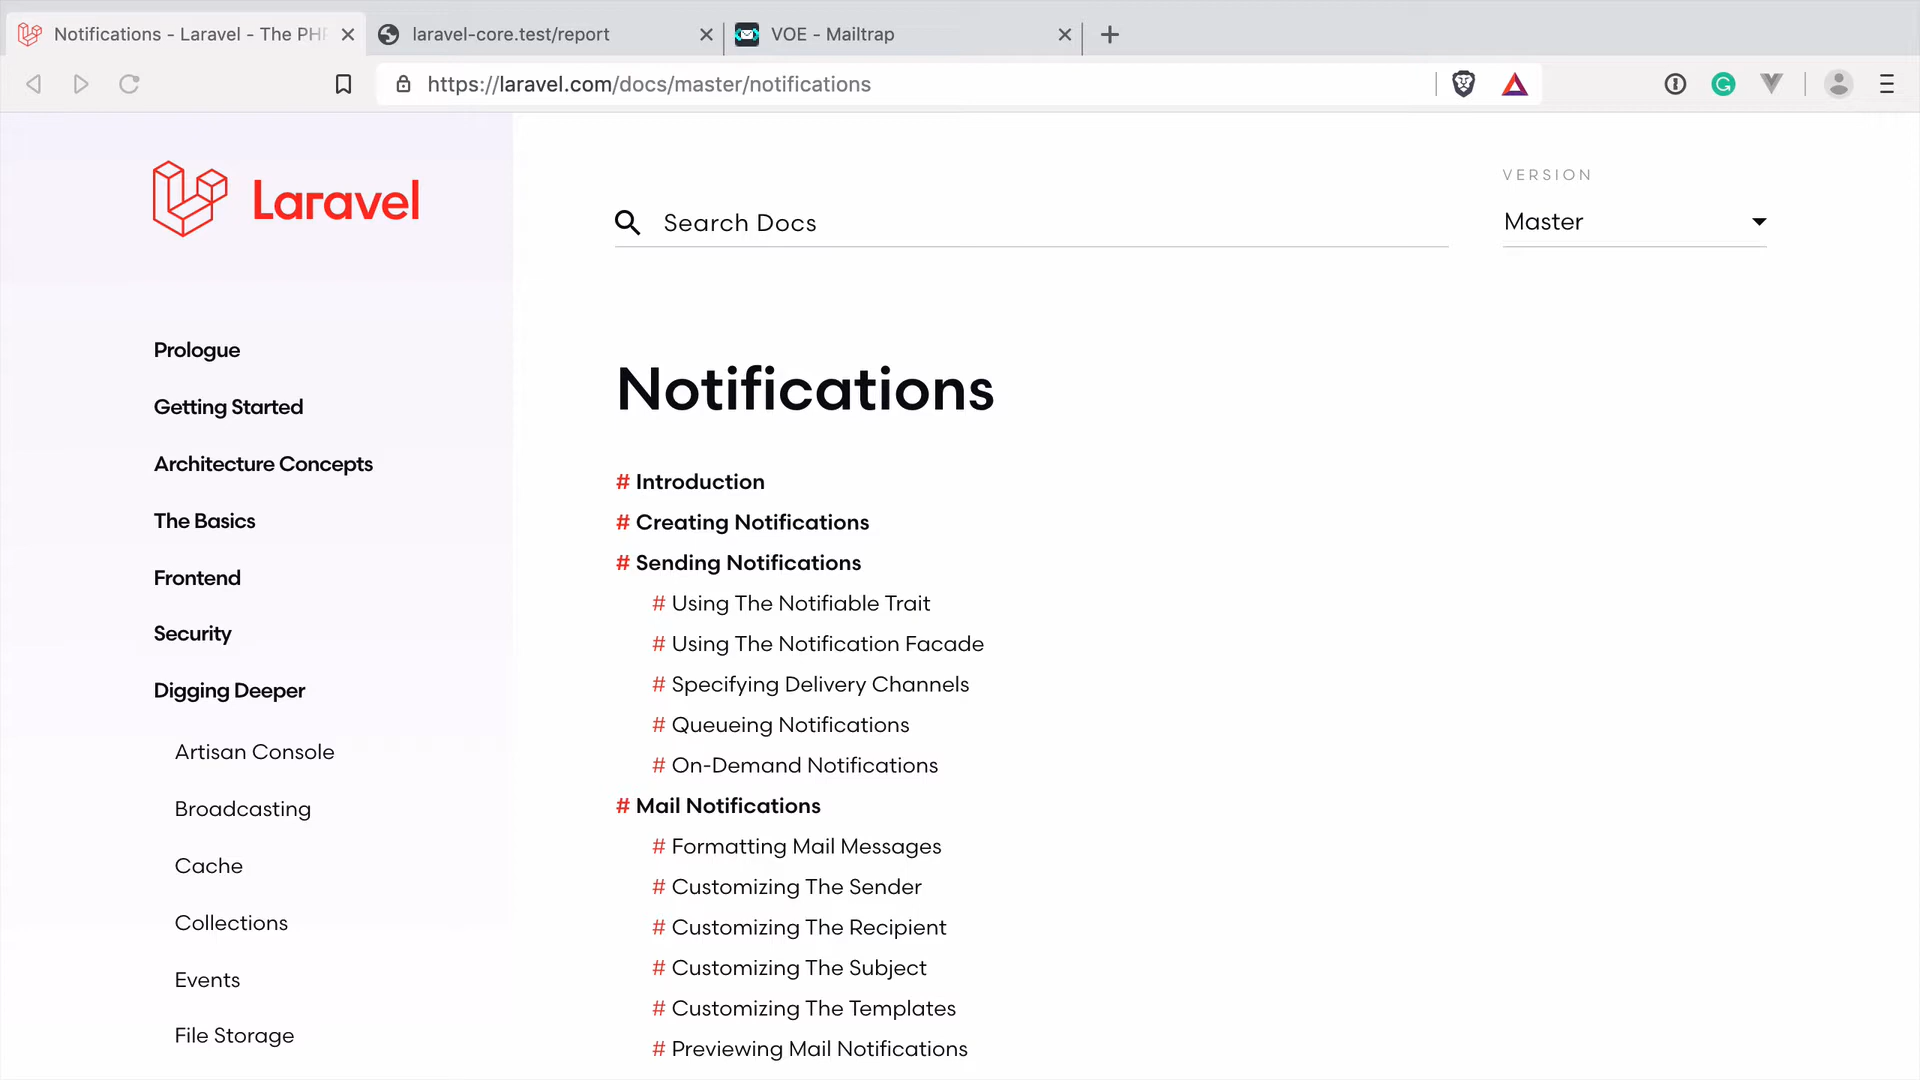 Notifications - Laravel - The PHP
laravel-core.test/report
VOE - Mailtrap
https://laravel.com/docs/master/notifications
Laravel
Search Docs
VERSION
Master
Prologue
Getting Started
Architecture Concepts
The Basics
Frontend
Security
Digging Deeper
Artisan Console
Broadcasting
Cache
Collections
Events
File Storage
Notifications
# Introduction
# Creating Notifications
# Sending Notifications
# Using The Notifiable Trait
# Using The Notification Facade
# Specifying Delivery Channels
# Queueing Notifications
# On-Demand Notifications
# Mail Notifications
# Formatting Mail Messages
# Customizing The Sender
# Customizing The Recipient
# Customizing The Subject
# Customizing The Templates
# Previewing Mail Notifications